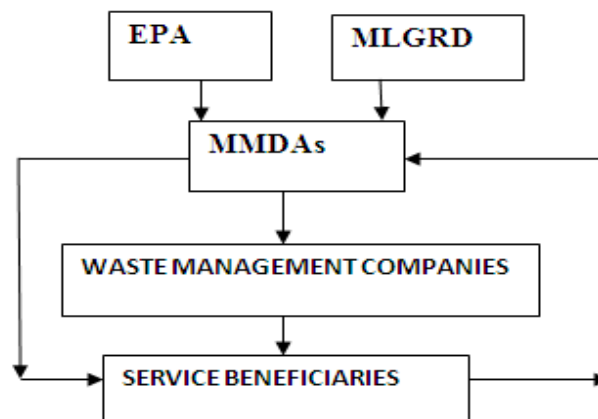 EPA
MLGRD
MMDAs
WASTE MANAGEMENT COMPANIES
SERVICE BENEFICIARIES